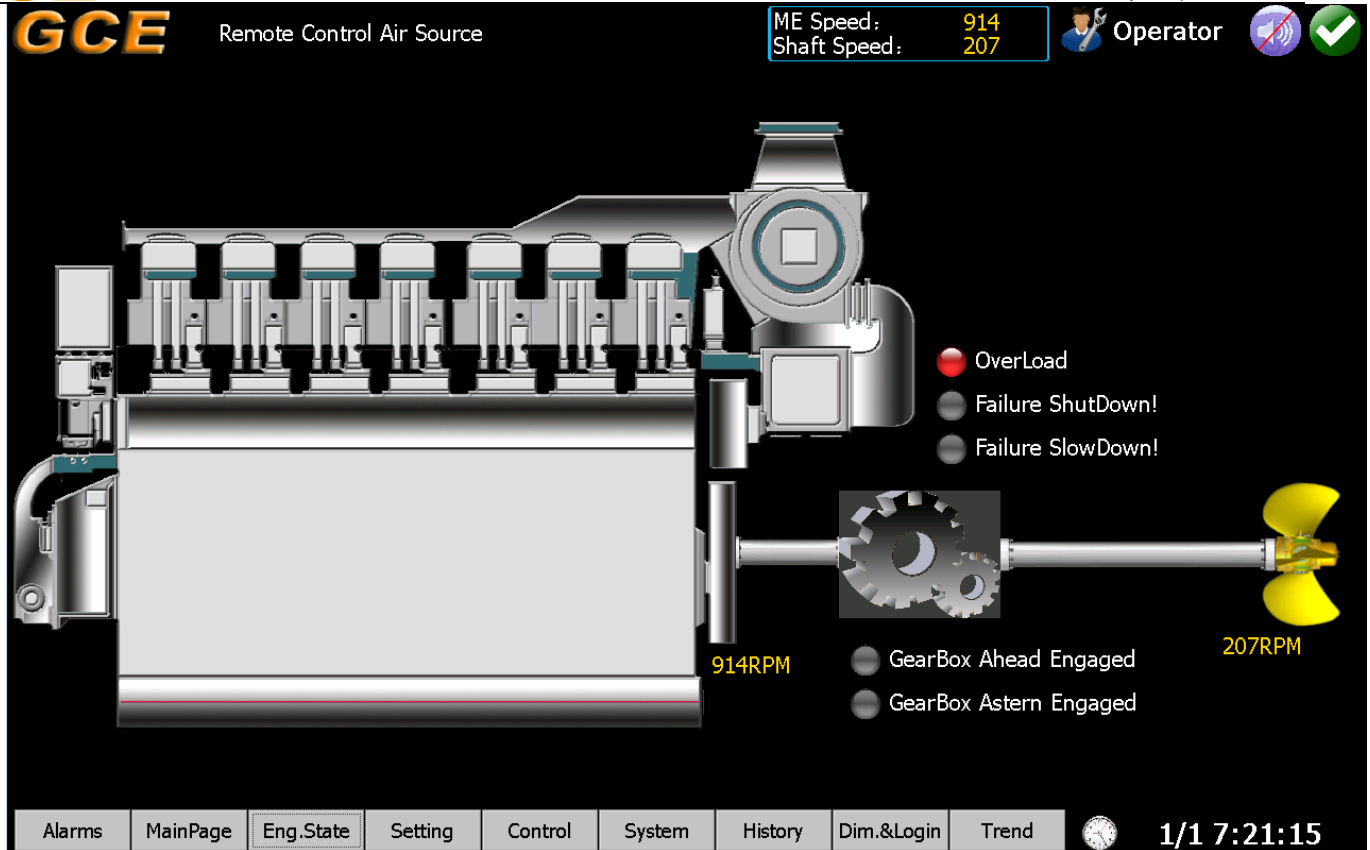 GCE
Remote Control Air Source
ME Speed: 914
Shaft Speed: 207
Operator
OverLoad
Failure ShutDown!
Failure SlowDown!
914RPM
GearBox Ahead Engaged
207RPM
GearBox Astern Engaged
Alarms
MainPage
Eng.State
Setting
Control
System
History
Dim.&Login
Trend
1/1 7:21:15